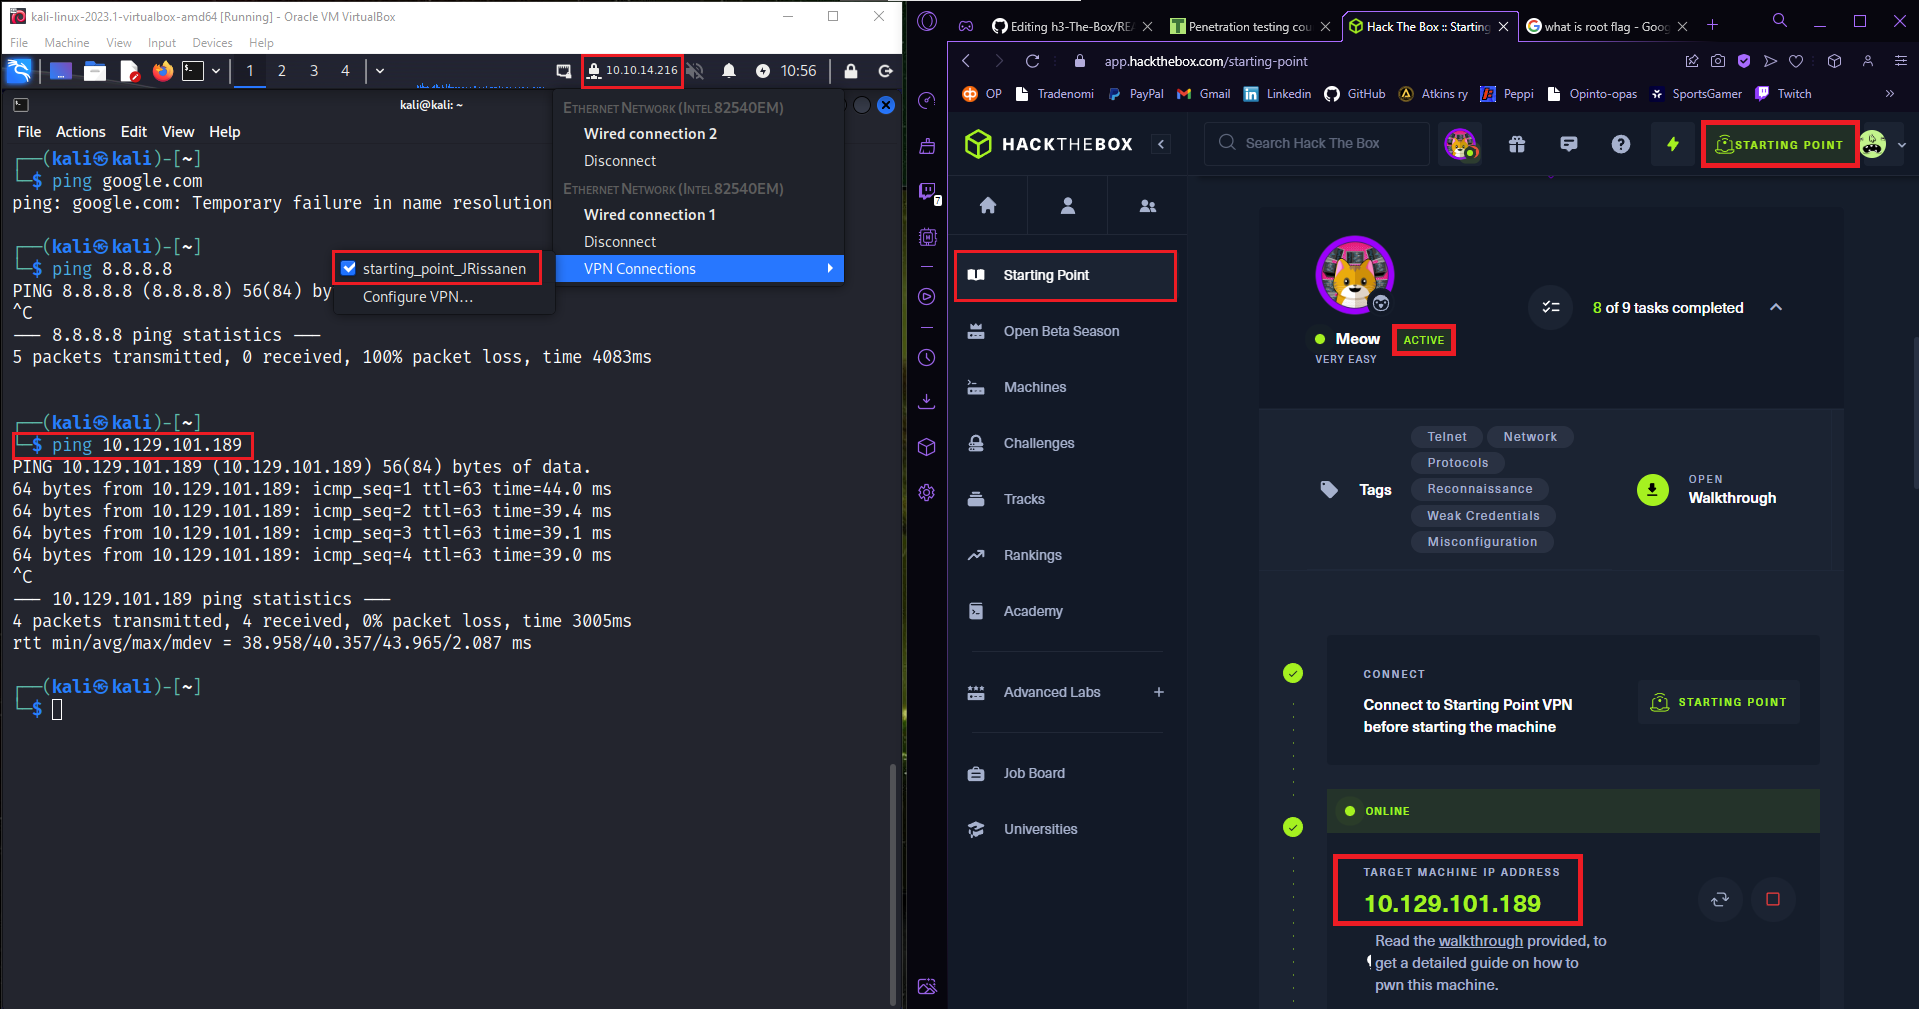 kali-linux-2023.1-virtualbox-amd64 [Running] - Oracle VM VirtualBox
File Machine View Input Devices Help
1 2 3 4
10.10.14.216
10:56
kali@kali: ~
File Actions Edit View Help
┌──(kali㉿kali)-[~]
└─$ ping google.com
ping: google.com: Temporary failure in name resolution
┌──(kali㉿kali)-[~]
└─$ ping 8.8.8.8
PING 8.8.8.8 (8.8.8.8) 56(84) by
^C
--- 8.8.8.8 ping statistics ---
5 packets transmitted, 0 received, 100% packet loss, time 4083ms
┌──(kali㉿kali)-[~]
└─$ ping 10.129.101.189
PING 10.129.101.189 (10.129.101.189) 56(84) bytes of data.
64 bytes from 10.129.101.189: icmp_seq=1 ttl=63 time=44.0 ms
64 bytes from 10.129.101.189: icmp_seq=2 ttl=63 time=39.4 ms
64 bytes from 10.129.101.189: icmp_seq=3 ttl=63 time=39.1 ms
64 bytes from 10.129.101.189: icmp_seq=4 ttl=63 time=39.0 ms
^C
--- 10.129.101.189 ping statistics ---
4 packets transmitted, 4 received, 0% packet loss, time 3005ms
rtt min/avg/max/mdev = 38.958/40.357/43.965/2.087 ms
┌──(kali㉿kali)-[~]
└─$
Ethernet Network (Intel 82540EM)
Wired connection 2
Disconnect
Ethernet Network (Intel 82540EM)
Wired connection 1
Disconnect
VPN Connections
starting_point_JRissanen
Configure VPN...
Editing h3-The-Box/REA
Penetration testing cou
Hack The Box :: Starting
what is root flag - Goog
app.hackthebox.com/starting-point
OP Tradenomi PayPal Gmail Linkedin GitHub Atkins ry Peppi Opinto-opas SportsGamer Twitch »
7
HACKTHEBOX
Search Hack The Box
STARTING POINT
Starting Point
Open Beta Season
Machines
Challenges
Tracks
Rankings
Academy
Advanced Labs +
Job Board
Universities
Meow
ACTIVE
VERY EASY
8 of 9 tasks completed
Tags
Telnet Network
Protocols
Reconnaissance
Weak Credentials
Misconfiguration
OPEN
Walkthrough
CONNECT
Connect to Starting Point VPN
before starting the machine
STARTING POINT
ONLINE
TARGET MACHINE IP ADDRESS
10.129.101.189
Read the walkthrough provided, to
get a detailed guide on how to
pwn this machine.